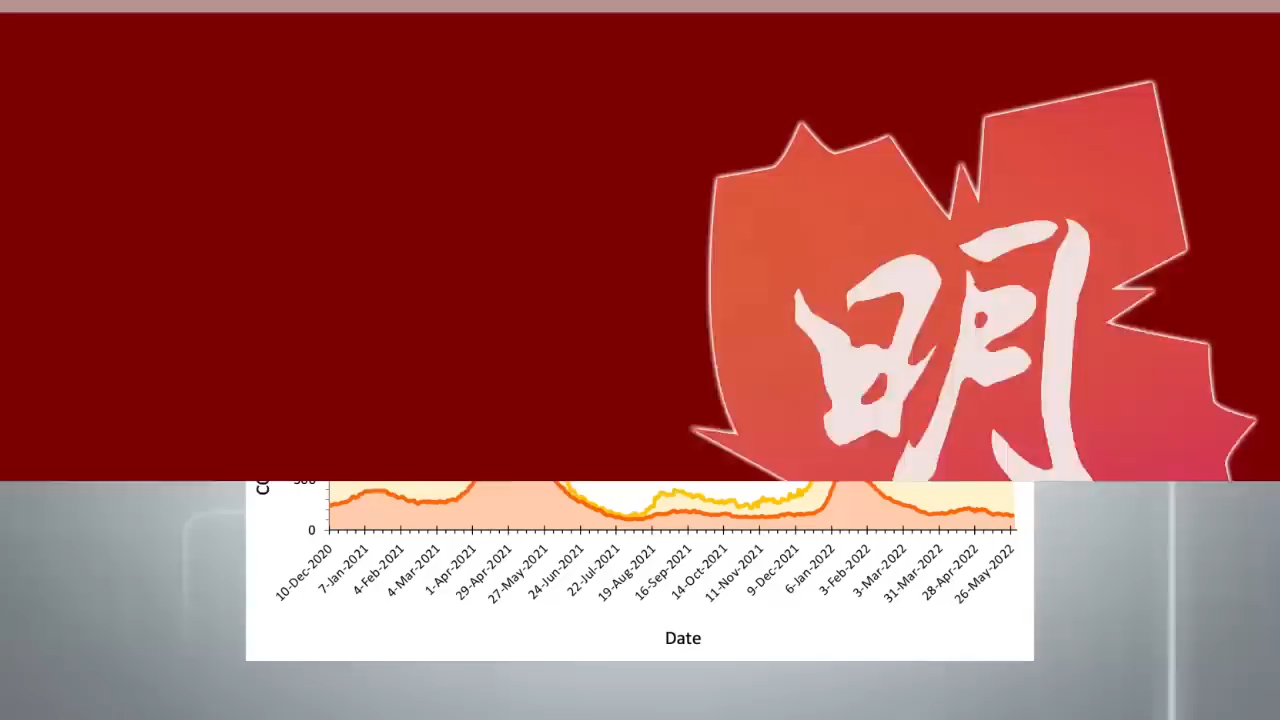 明
0
10-Dec-2020
7-Jan-2021
4-Feb-2021
4-Mar-2021
1-Apr-2021
29-Apr-2021
27-May-2021
24-Jun-2021
22-Jul-2021
19-Aug-2021
16-Sep-2021
14-Oct-2021
11-Nov-2021
9-Dec-2021
6-Jan-2022
3-Feb-2022
3-Mar-2022
31-Mar-2022
28-Apr-2022
26-May-2022
Date